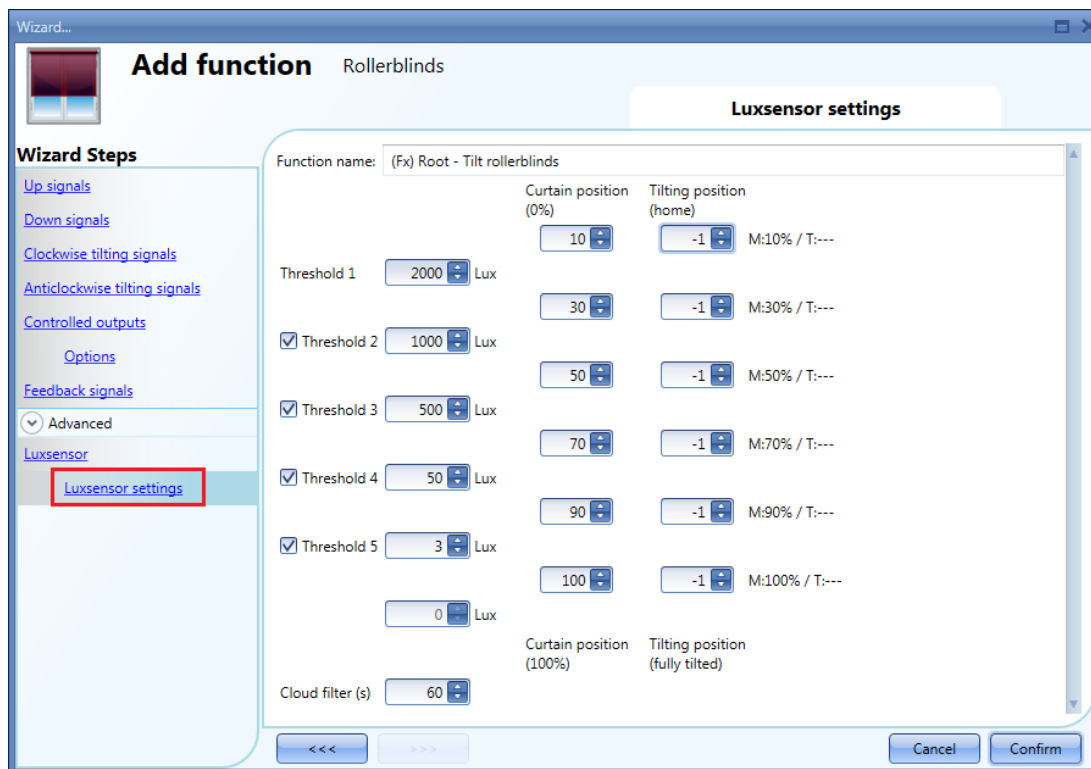 Wizard...
Add function Rollerblinds
Luxsensor settings
Wizard Steps
Up signals
Down signals
Clockwise tilting signals
Anticlockwise tilting signals
Controlled outputs
Options
Feedback signals
Advanced
Luxsensor
Luxsensor settings
Function name: (Fx) Root - Tilt rollerblinds
Curtain position Tilting position
(0%) (home)
10 -1 M:10% / T:---
Threshold 1 2000 Lux
30 -1 M:30% / T:---
Threshold 2 1000 Lux
50 -1 M:50% / T:---
Threshold 3 500 Lux
70 -1 M:70% / T:---
Threshold 4 50 Lux
90 -1 M:90% / T:---
Threshold 5 3 Lux
100 -1 M:100% / T:---
0 Lux
Curtain position Tilting position
(100%) (fully tilted)
Cloud filter (s) 60
<<< >>> Cancel Confirm